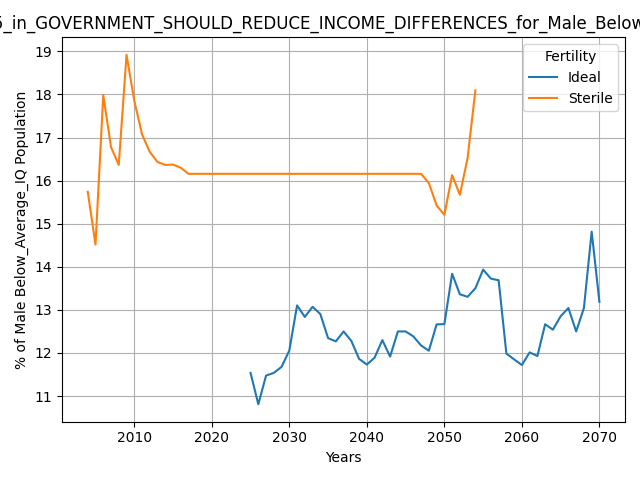 5_in_GOVERNMENT_SHOULD_REDUCE_INCOME_DIFFERENCES_for_Male_Below
19
18
17
16
15
14
13
12
11
% of Male Below_Average_IQ Population
Fertility
Ideal
Sterile
2010 2020 2030 2040 2050 2060 2070
Years